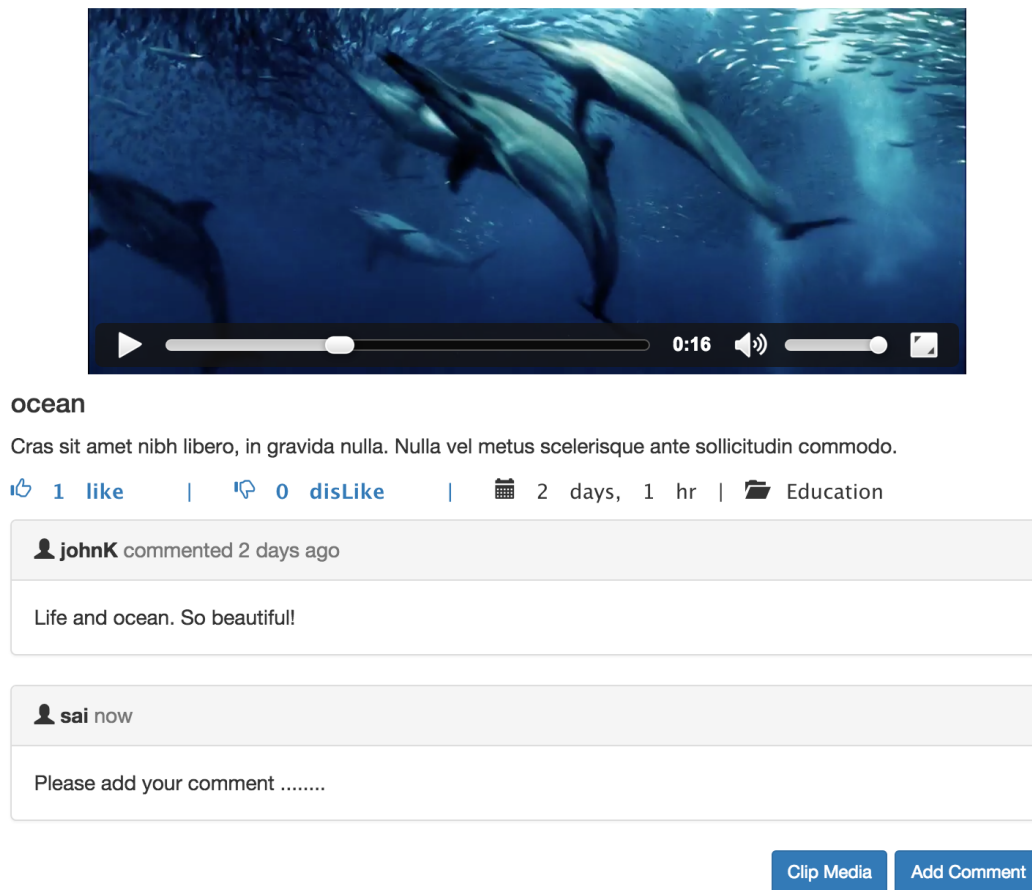 0:16
ocean
Cras sit amet nibh libero, in gravida nulla. Nulla vel metus scelerisque ante sollicitudin commodo.
1 like | 0 disLike | 2 days, 1 hr | Education
johnK commented 2 days ago
Life and ocean. So beautiful!
sai now
Please add your comment ........
Clip Media Add Comment